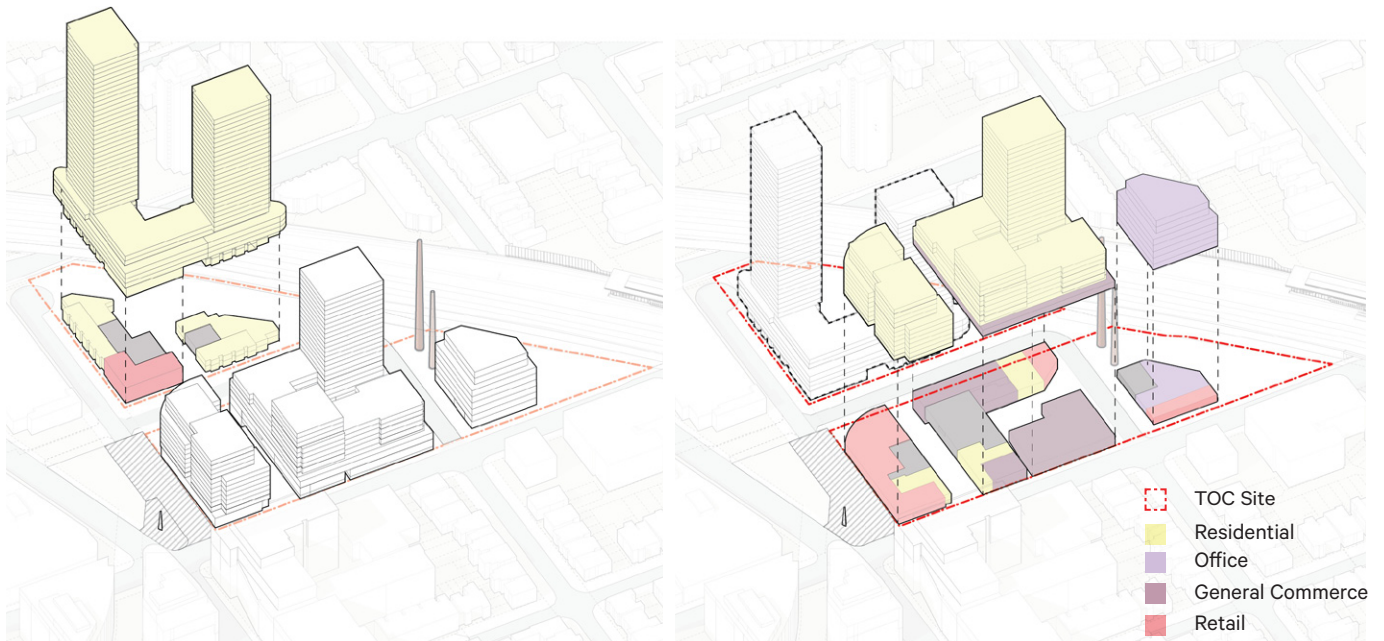 TOC Site
Residential
Office
General Commerce
Retail